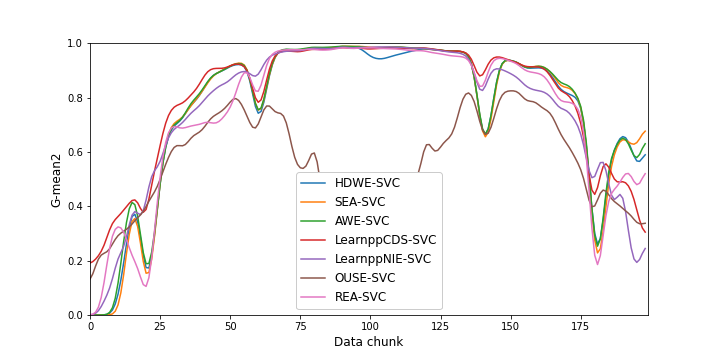 1.0
0.8
0.6
0.4
0.2
0.0
G-mean2
HDWE-SVC
SEA-SVC
AWE-SVC
LearnppCDS-SVC
LearnppNIE-SVC
OUSE-SVC
REA-SVC
0 25 50 75 100 125 150 175
Data chunk